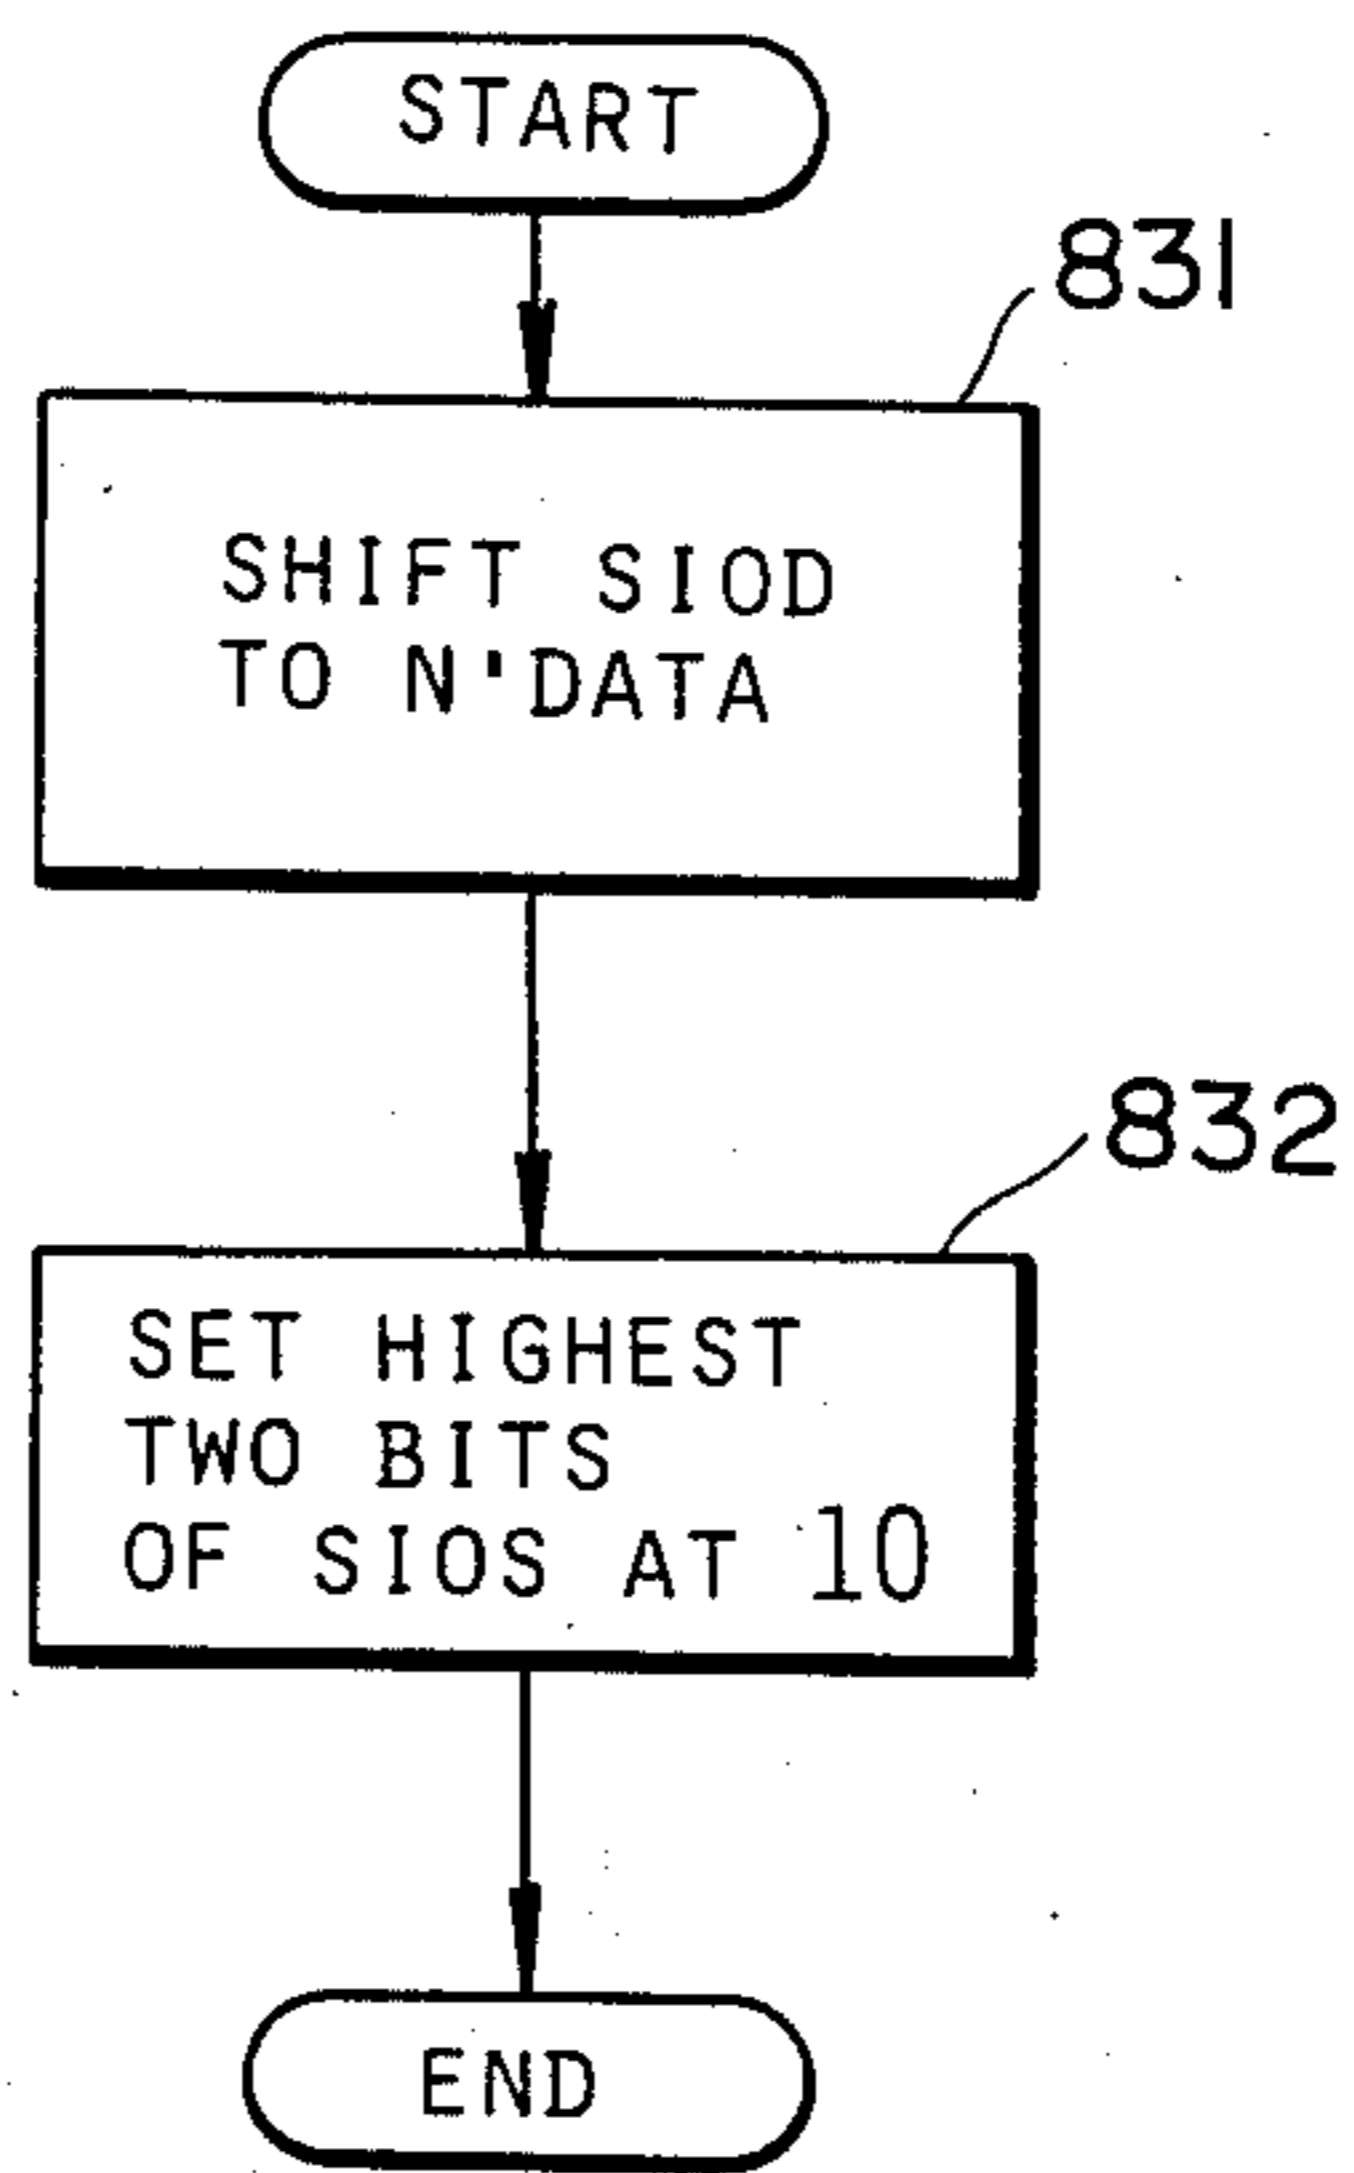 START
831
SHIFT SIOD
TO N'DATA
832
SET HIGHEST
TWO BITS
OF SIOS AT 10
END